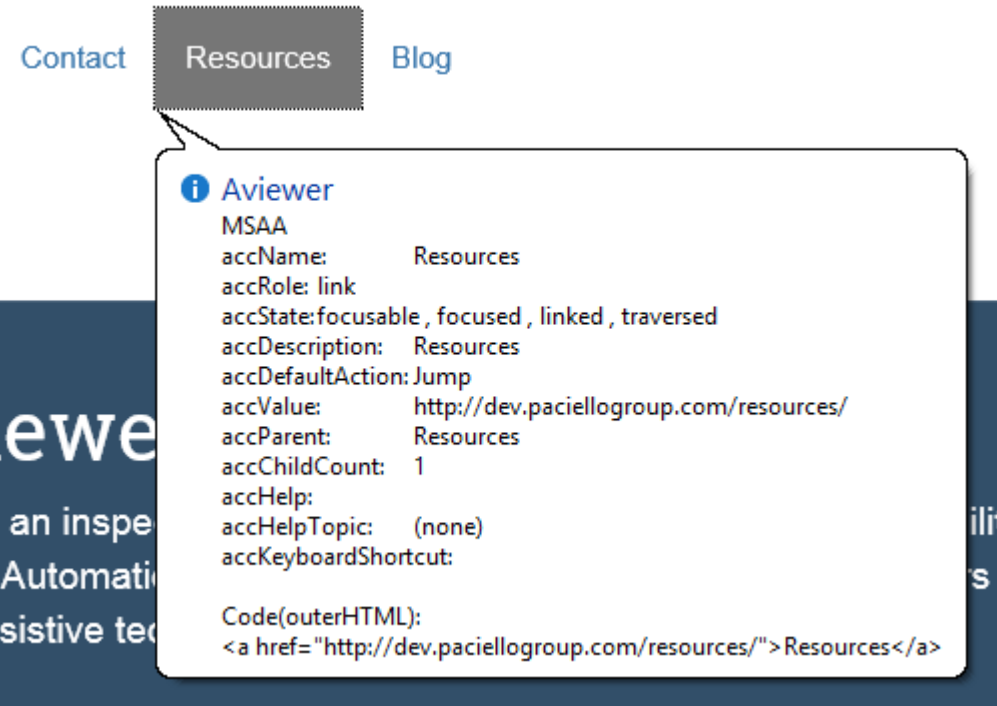 Contact Resources Blog
Aviewer
MSAA
accName: Resources
accRole: link
accState:focusable , focused , linked , traversed
accDescription: Resources
accDefaultAction: Jump
accValue: http://dev.paciellogroup.com/resources/
accParent: Resources
accChildCount: 1
accHelp:
accHelpTopic: (none)
accKeyboardShortcut:
Code(outerHTML):
<a href="http://dev.paciellogroup.com/resources/">Resources</a>
ewe
an inspe
Automati
sistive tec